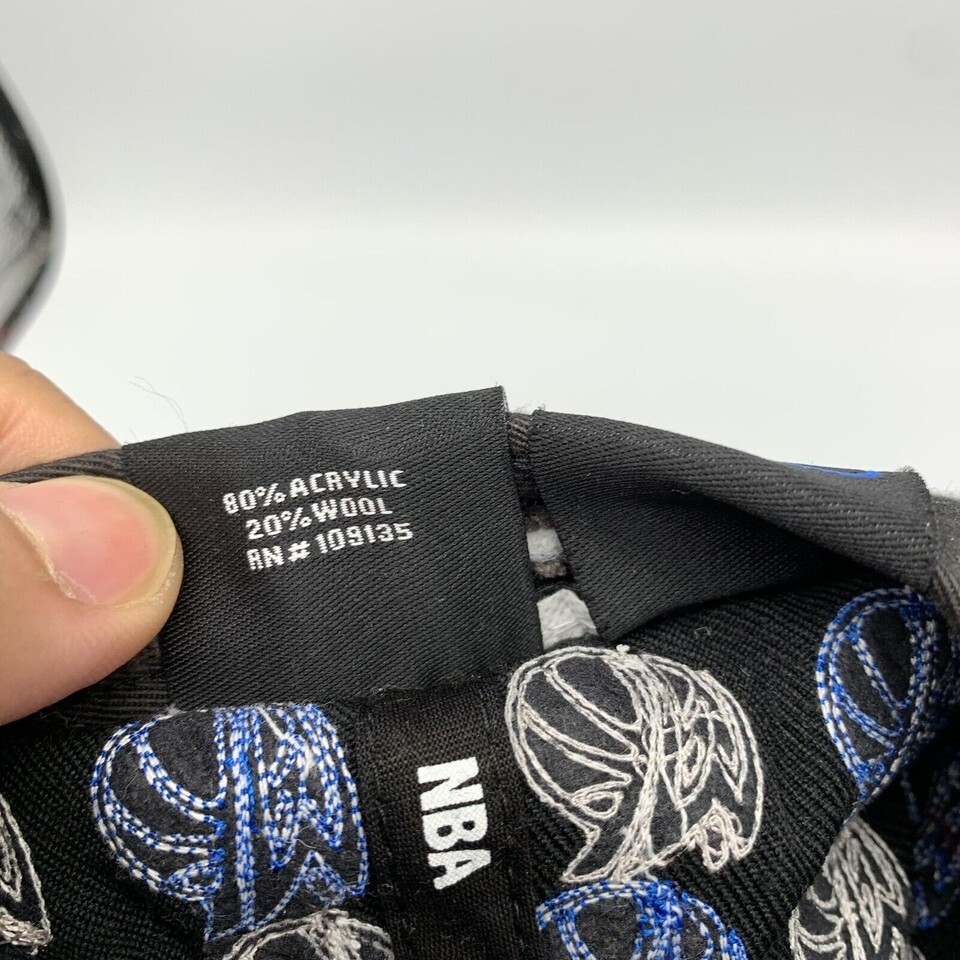 80% ACRYLIC
20% WOOL
RN # 109135
NBA